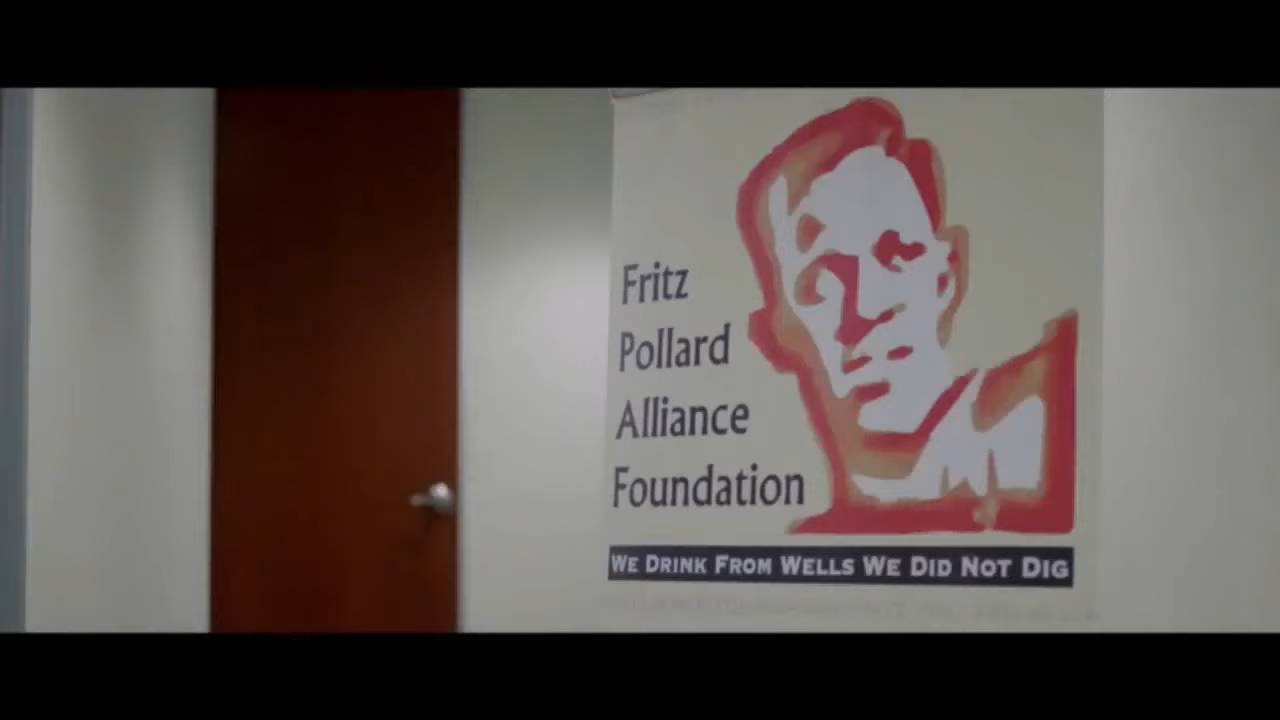 Fritz
Pollard
Alliance
Foundation
We Drink From Wells We Did Not Dig